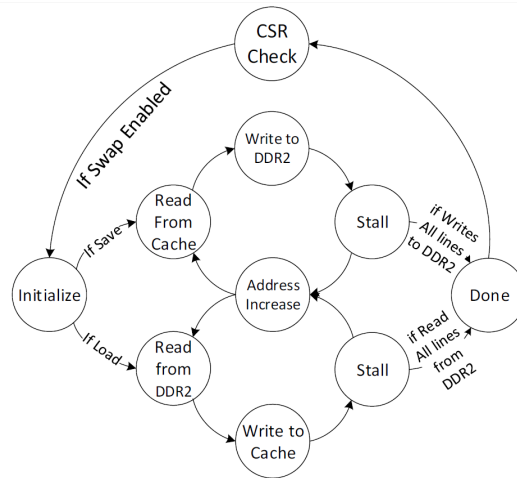 CSR
Check
If Swap Enabled
Write to
DDR2
Read
From
Cache
Stall
if Writes
All lines
to DDR2
If Save
Initialize
Address
Increase
Done
If Load
Read
from
DDR2
Stall
if Read
All lines
from
DDR2
Write to
Cache